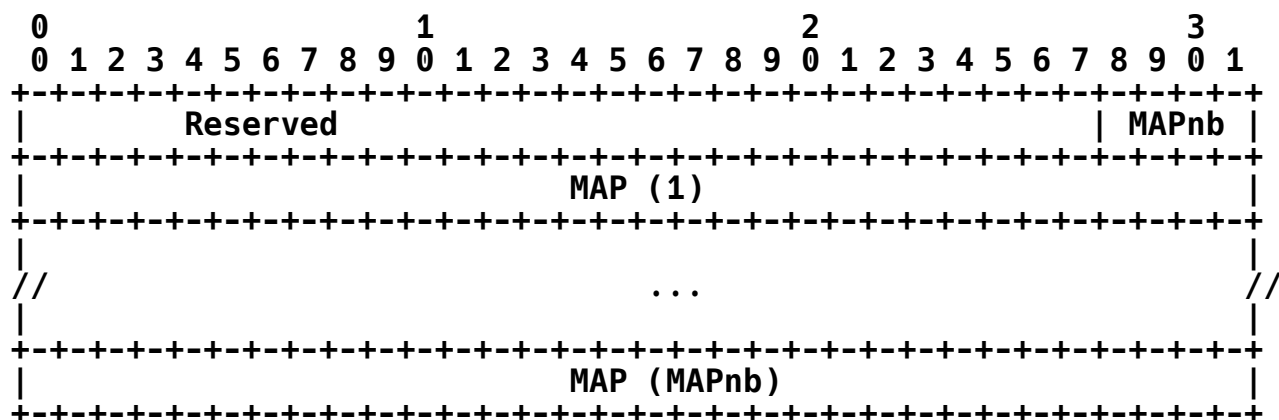 0                   1                   2                   3
 0 1 2 3 4 5 6 7 8 9 0 1 2 3 4 5 6 7 8 9 0 1 2 3 4 5 6 7 8 9 0 1
+-+-+-+-+-+-+-+-+-+-+-+-+-+-+-+-+-+-+-+-+-+-+-+-+-+-+-+-+-+-+-+-+
|        Reserved                                       | MAPnb |
+-+-+-+-+-+-+-+-+-+-+-+-+-+-+-+-+-+-+-+-+-+-+-+-+-+-+-+-+-+-+-+-+
|                            MAP (1)                            |
+-+-+-+-+-+-+-+-+-+-+-+-+-+-+-+-+-+-+-+-+-+-+-+-+-+-+-+-+-+-+-+-+
|                                                               |
//                               ...                            //
|                                                               |
+-+-+-+-+-+-+-+-+-+-+-+-+-+-+-+-+-+-+-+-+-+-+-+-+-+-+-+-+-+-+-+-+
|                            MAP (MAPnb)                        |
+-+-+-+-+-+-+-+-+-+-+-+-+-+-+-+-+-+-+-+-+-+-+-+-+-+-+-+-+-+-+-+-+